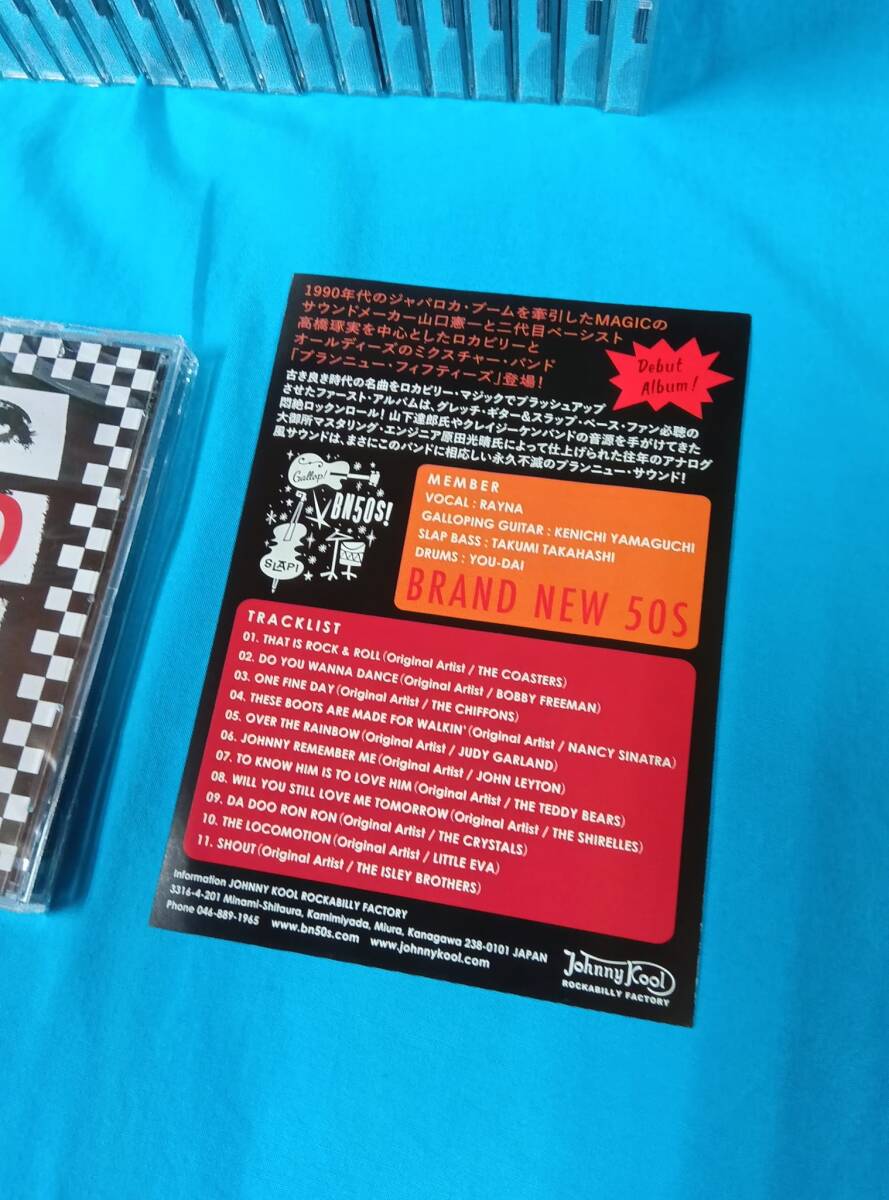 1990年代のジャパロカ・ブームを牽引したMAGICの
サウンドメーカー山口憲一と二代目ベーシスト
高橋琢実を中心としたロカビリーと
オールディーズのミクスチャー・バンド
「ブランニュー・フィフティーズ」登場！
Debut
Album!
古き良き時代の名曲をロカビリー・マジックでブラッシュアップ
させたファースト・アルバムは、グレッチ・ギター&スラップ・ベース・ファン必聴の
悶絶ロックンロール！山下達郎氏やクレイジーケンバンドの音源を手がけてきた
大御所マスタリング・エンジニア原田光晴氏によって仕上げられた往年のアナログ
風サウンドは、まさにこのバンドに相応しい永久不滅のブランニュー・サウンド！
Gallop!
BN50S!
SLAP!
MEMBER
VOCAL : RAYNA
GALLOPING GUITAR : KENICHI YAMAGUCHI
SLAP BASS : TAKUMI TAKAHASHI
DRUMS : YOU-DAI
BRAND NEW 50S
TRACKLIST
01. THAT IS ROCK & ROLL（Original Artist / THE COASTERS）
02. DO YOU WANNA DANCE（Original Artist / BOBBY FREEMAN）
03. ONE FINE DAY（Original Artist / THE CHIFFONS）
04. THESE BOOTS ARE MADE FOR WALKIN'（Original Artist / NANCY SINATRA）
05. OVER THE RAINBOW（Original Artist / JUDY GARLAND）
06. JOHNNY REMEMBER ME（Original Artist / JOHN LEYTON）
07. TO KNOW HIM IS TO LOVE HIM（Original Artist / THE TEDDY BEARS）
08. WILL YOU STILL LOVE ME TOMORROW（Original Artist / THE SHIRELLES）
09. DA DOO RON RON（Original Artist / THE CRYSTALS）
10. THE LOCOMOTION（Original Artist / LITTLE EVA）
11. SHOUT（Original Artist / THE ISLEY BROTHERS）
Information JOHNNY KOOL ROCKABILLY FACTORY
3316-4-201 Minami-Shitaura, Kamimiyada, Miura, Kanagawa 238-0101 JAPAN
Phone 046-889-1965 www.bn50s.com www.johnnykool.com
Johnny Kool
ROCKABILLY FACTORY